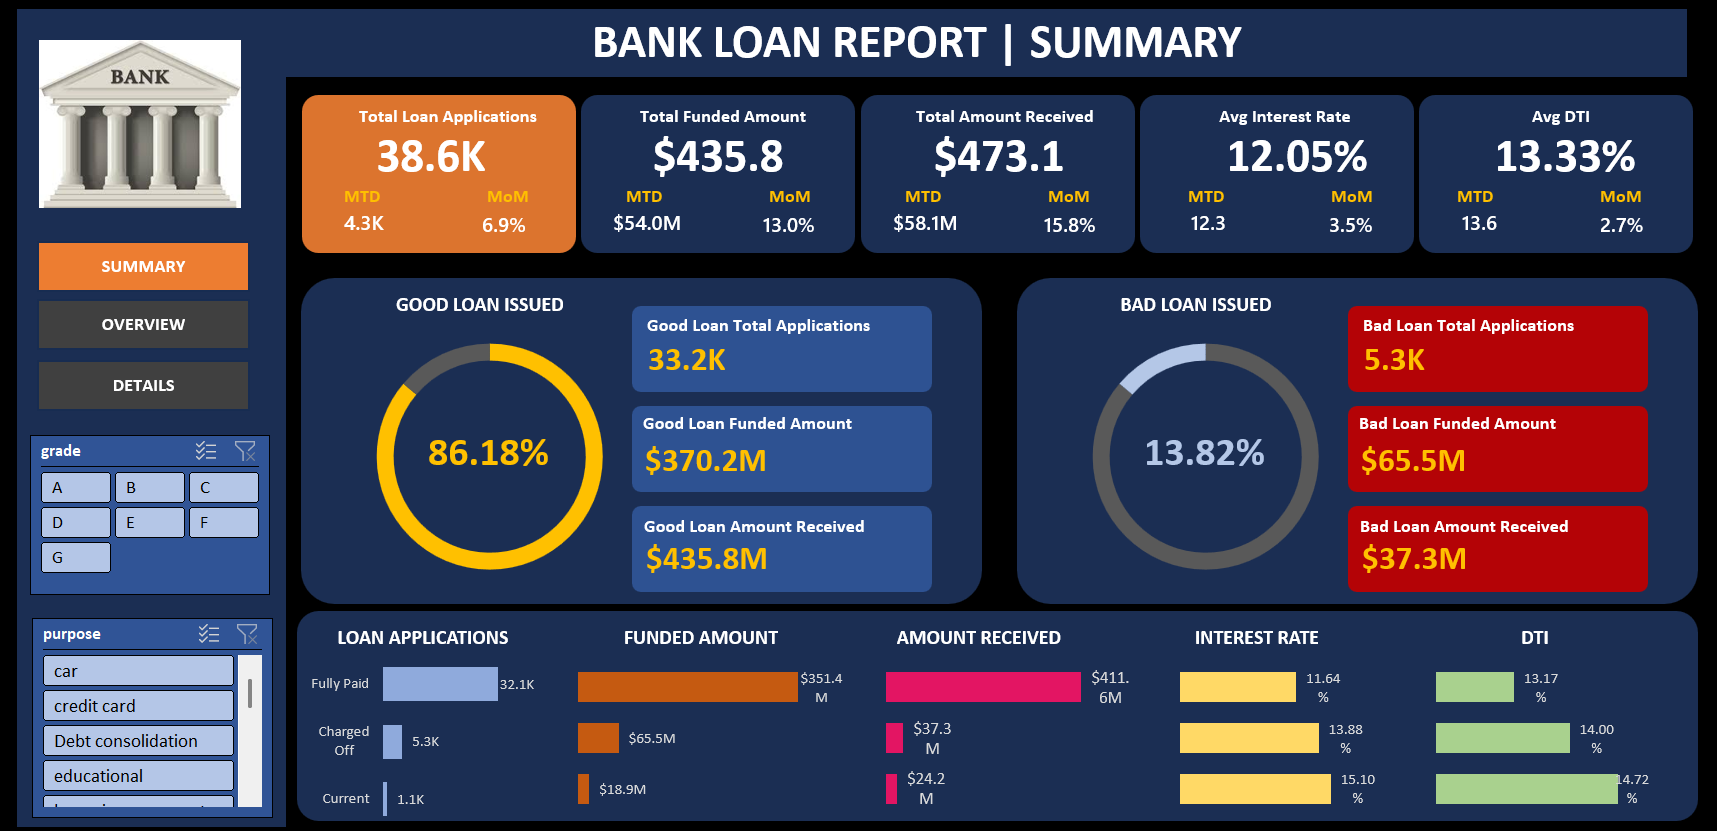 BANK LOAN REPORT | SUMMARY
BANK
SUMMARY
OVERVIEW
DETAILS
grade
A B C
D E F
G
purpose
car
credit card
Debt consolidation
educational
Total Loan Applications
38.6K
MTD MoM
4.3K 6.9%
Total Funded Amount
$435.8
MTD MoM
$54.0M 13.0%
Total Amount Received
$473.1
MTD MoM
$58.1M 15.8%
Avg Interest Rate
12.05%
MTD MoM
12.3 3.5%
Avg DTI
13.33%
MTD MoM
13.6 2.7%
GOOD LOAN ISSUED
86.18%
Good Loan Total Applications
33.2K
Good Loan Funded Amount
$370.2M
Good Loan Amount Received
$435.8M
BAD LOAN ISSUED
13.82%
Bad Loan Total Applications
5.3K
Bad Loan Funded Amount
$65.5M
Bad Loan Amount Received
$37.3M
LOAN APPLICATIONS
Fully Paid 32.1K
Charged
Off
5.3K
Current 1.1K
FUNDED AMOUNT
$351.4
M
$65.5M
$18.9M
AMOUNT RECEIVED
$411.
6M
$37.3
M
$24.2
M
INTEREST RATE
11.64
%
13.88
%
15.10
%
DTI
13.17
%
14.00
%
14.72
%